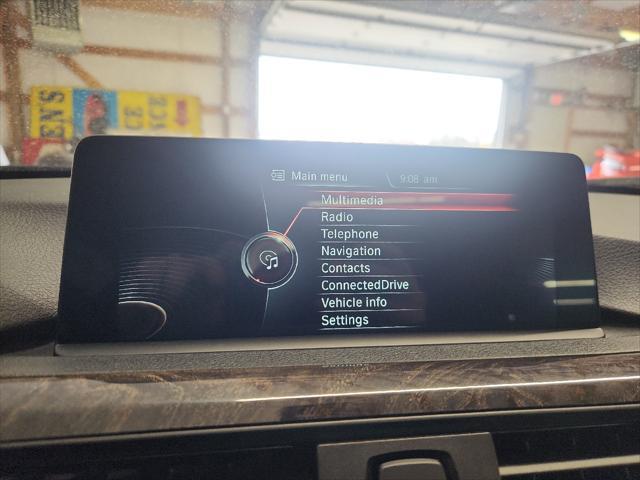 Main menu
9:08 am
Multimedia
Radio
Telephone
Navigation
Contacts
ConnectedDrive
Vehicle info
Settings